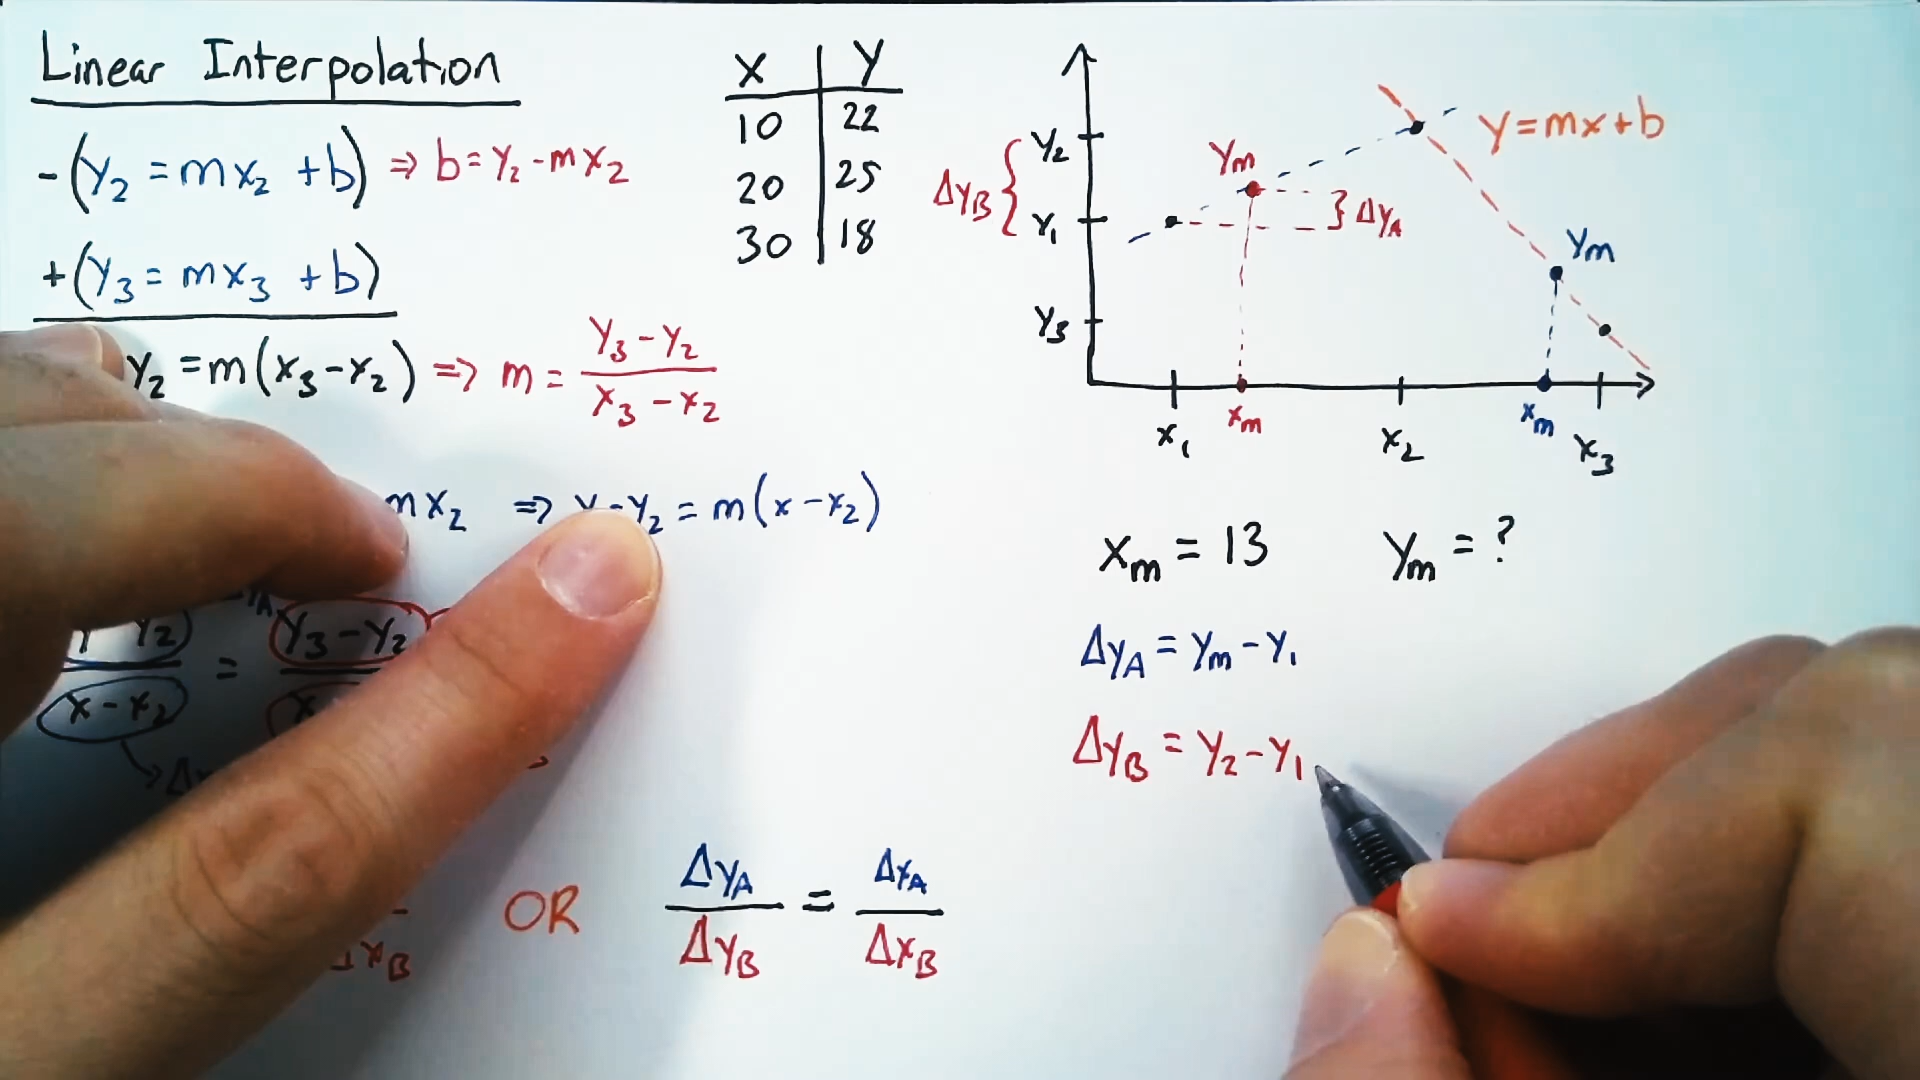 Linear Interpolation
-(y₂ = mx₂ + b) ⇒ b = y₂ - mx₂
+(y₃ = mx₃ + b)
y₂ = m(x₃ - x₂) ⇒ m = (y₃ - y₂) / (x₃ - x₂)
mx₂ ⇒ y - y₂ = m(x - x₂)
y₂ / (x - x₂) = y₃ - y₂
OR ΔyA / ΔyB = ΔxA / ΔxB
X | Y
10 | 22
20 | 25
30 | 18
y = mx + b
y₂
ym
ΔyB {
y₁
} ΔyA
ym
y₃
x₁ xm x₂ xm x₃
xm = 13 ym = ?
ΔyA = ym - y₁
ΔyB = y₂ - y₁